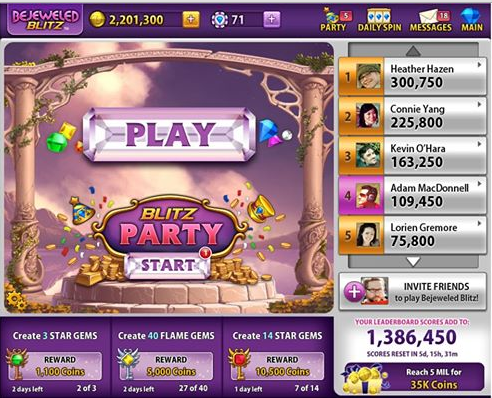 BEJEWELED
BLITZ
2,201,300
+
71
+
5
PARTY
DAILY SPIN
18
MESSAGES
MAIN
PLAY
BLITZ
PARTY
START
1
1
Heather Hazen
300,750
2
Connie Yang
225,800
3
Kevin O'Hara
163,250
4
Adam MacDonnell
109,450
5
Lorien Gremore
75,800
+
INVITE FRIENDS
to play Bejeweled Blitz!
Create 3 STAR GEMS
REWARD
1,100 Coins
2 days left
2 of 3
Create 40 FLAME GEMS
REWARD
5,000 Coins
2 days left
27 of 40
Create 14 STAR GEMS
REWARD
10,500 Coins
1 day left
7 of 14
YOUR LEADERBOARD SCORES ADD TO:
1,386,450
SCORES RESET IN 5d, 15h, 31m
Reach 5 MIL for
35K Coins